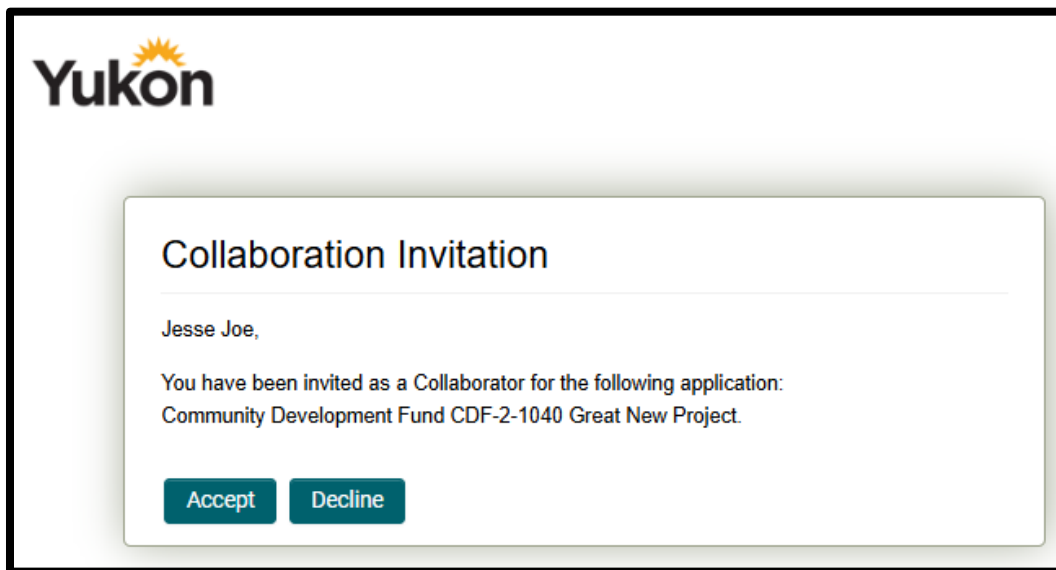 Yukon
Collaboration Invitation
Jesse Joe,
You have been invited as a Collaborator for the following application:
Community Development Fund CDF-2-1040 Great New Project.
Accept Decline